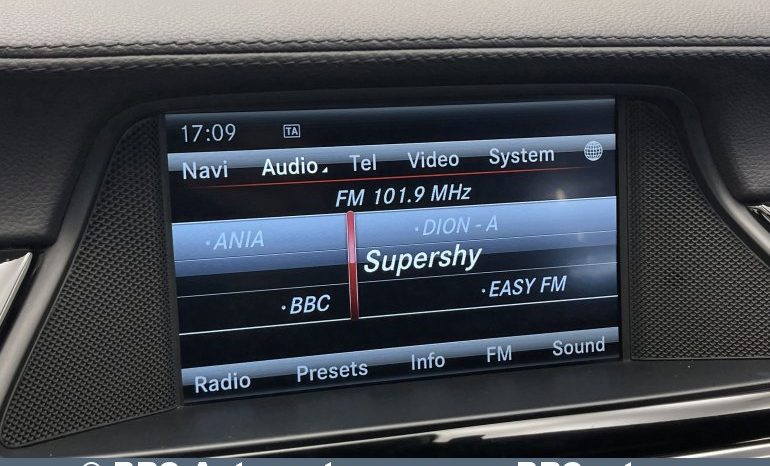 17:09 TA
Navi Audio Tel Video System
FM 101.9 MHz
·ANIA ·DION - A
Supershy
·BBC ·EASY FM
Radio Presets Info FM Sound